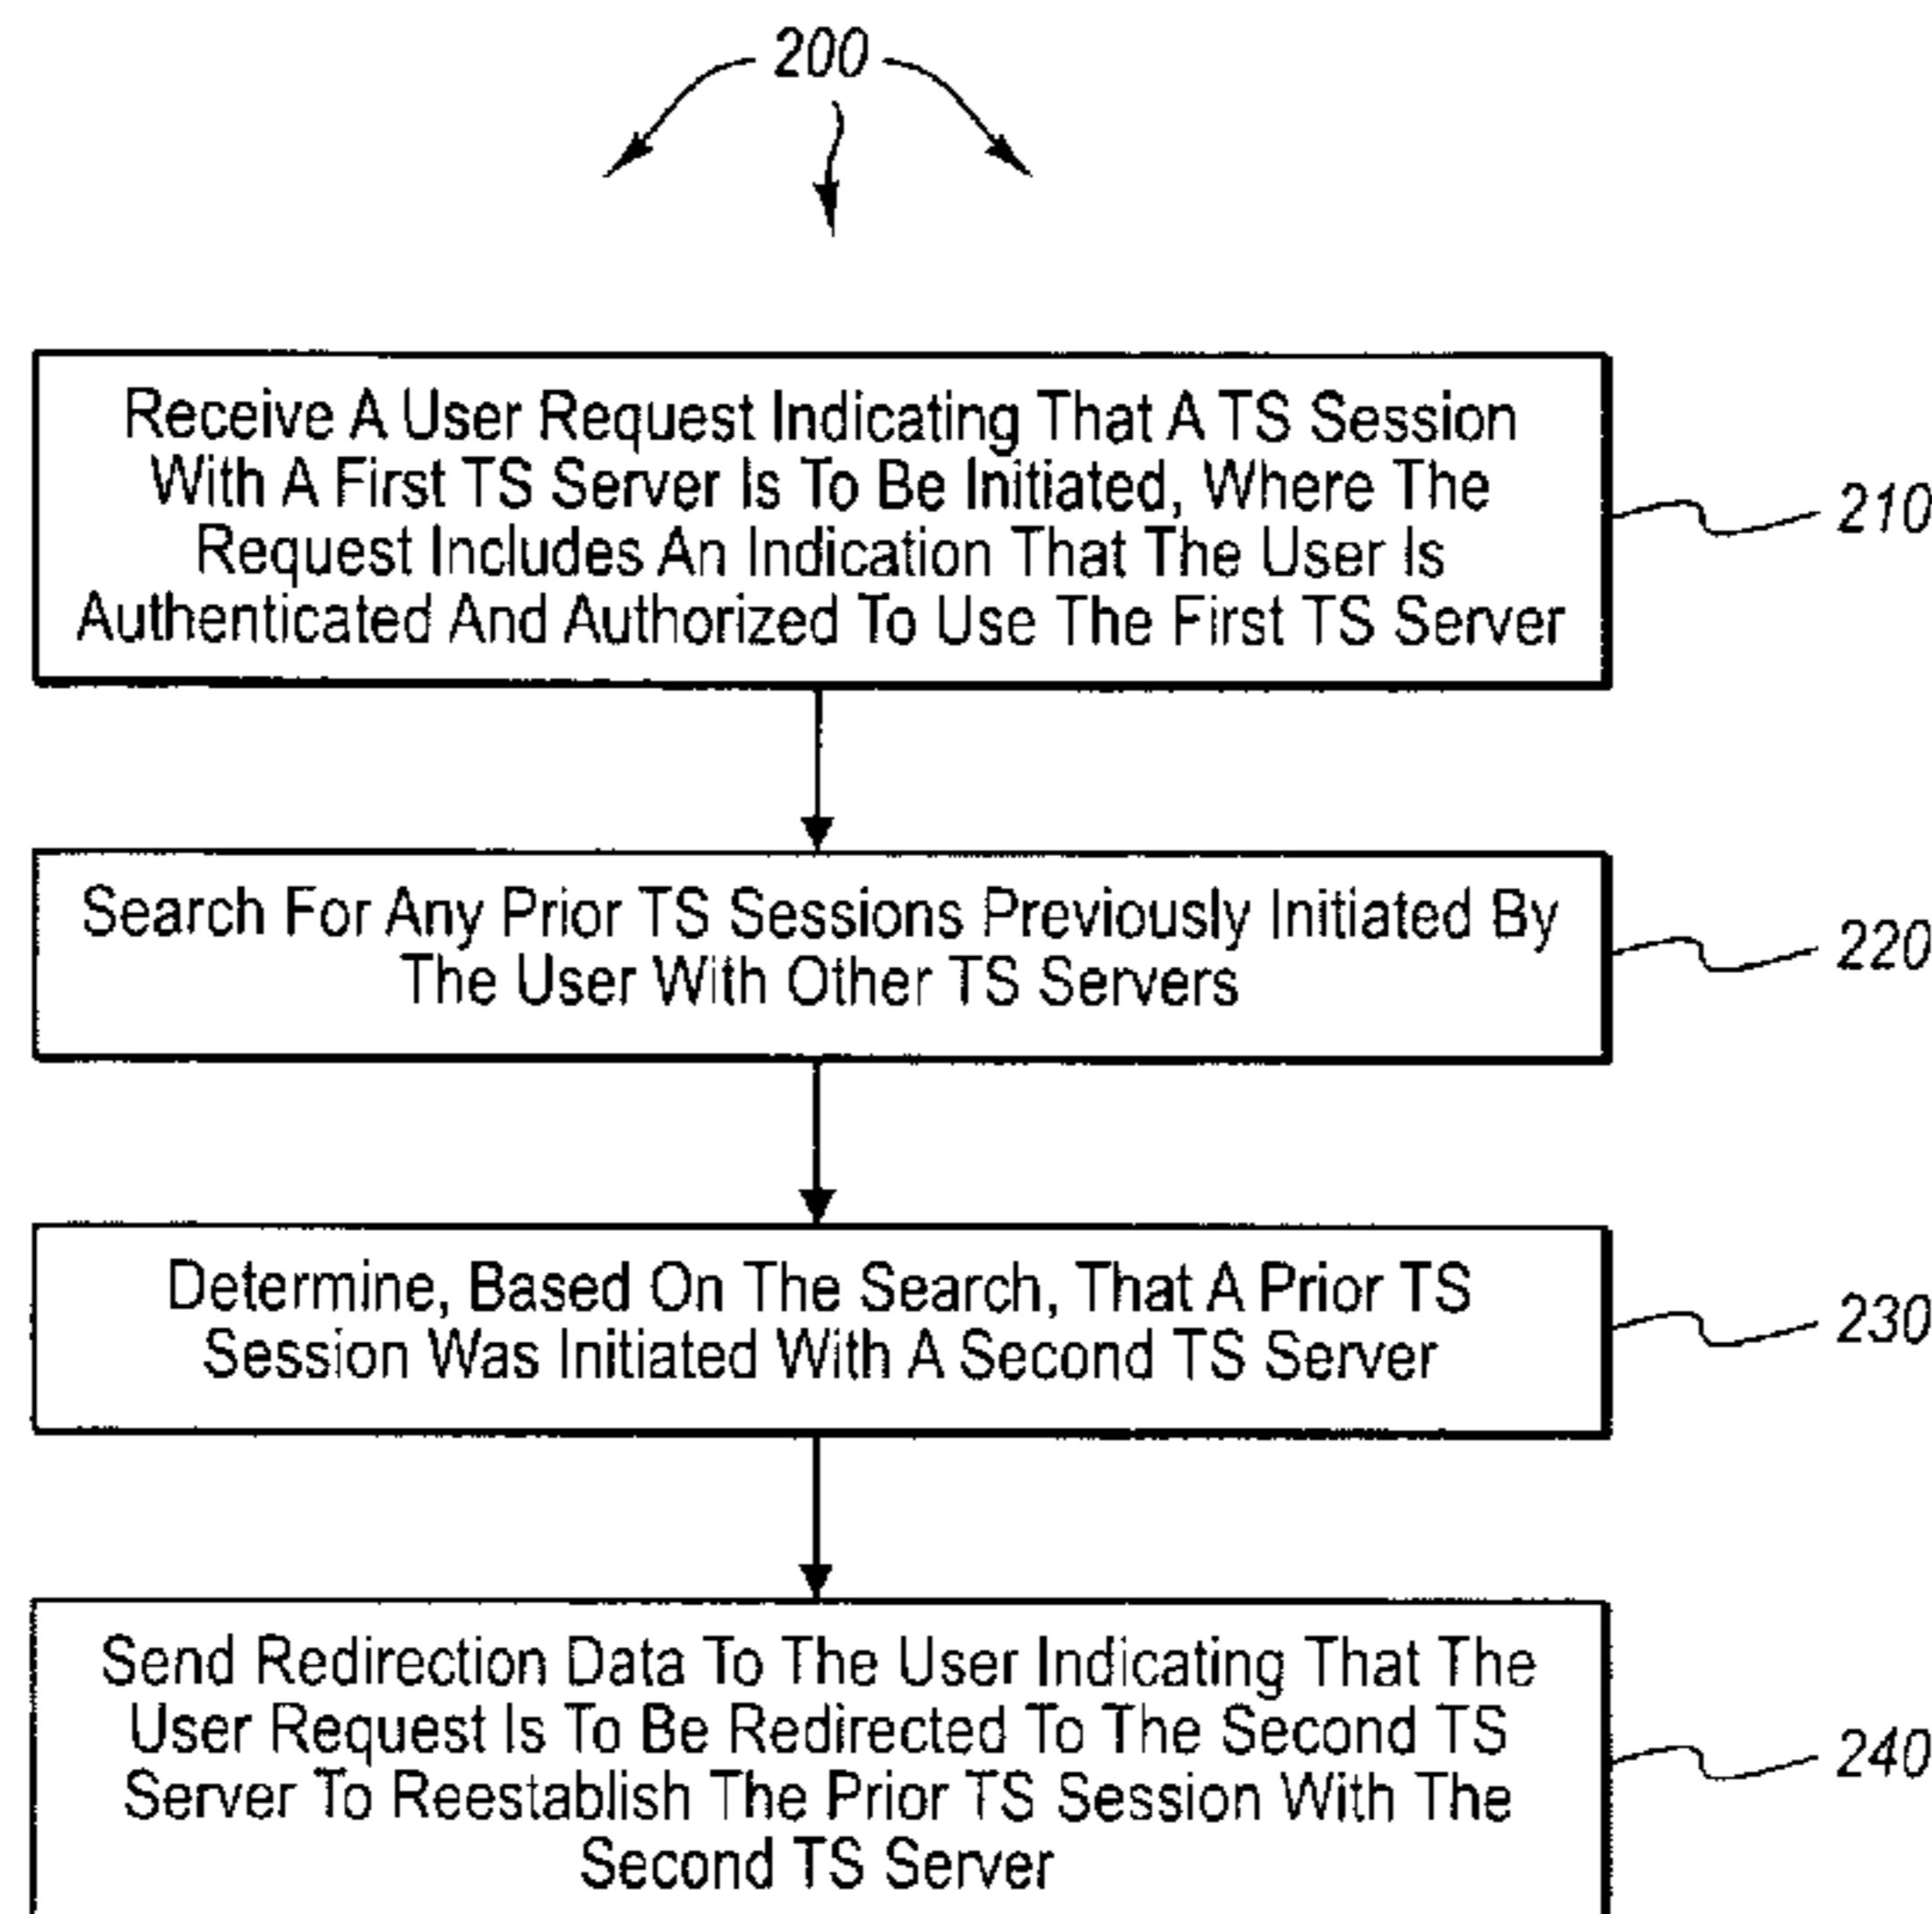 200
Receive A User Request Indicating That A TS Session
With A First TS Server Is To Be Initiated, Where The
Request Includes An Indication That The User Is
Authenticated And Authorized To Use The First TS Server
210
Search For Any Prior TS Sessions Previously Initiated By
The User With Other TS Servers
220
Determine, Based On The Search, That A Prior TS
Session Was Initiated With A Second TS Server
230
Send Redirection Data To The User Indicating That The
User Request Is To Be Redirected To The Second TS
Server To Reestablish The Prior TS Session With The
Second TS Server
240